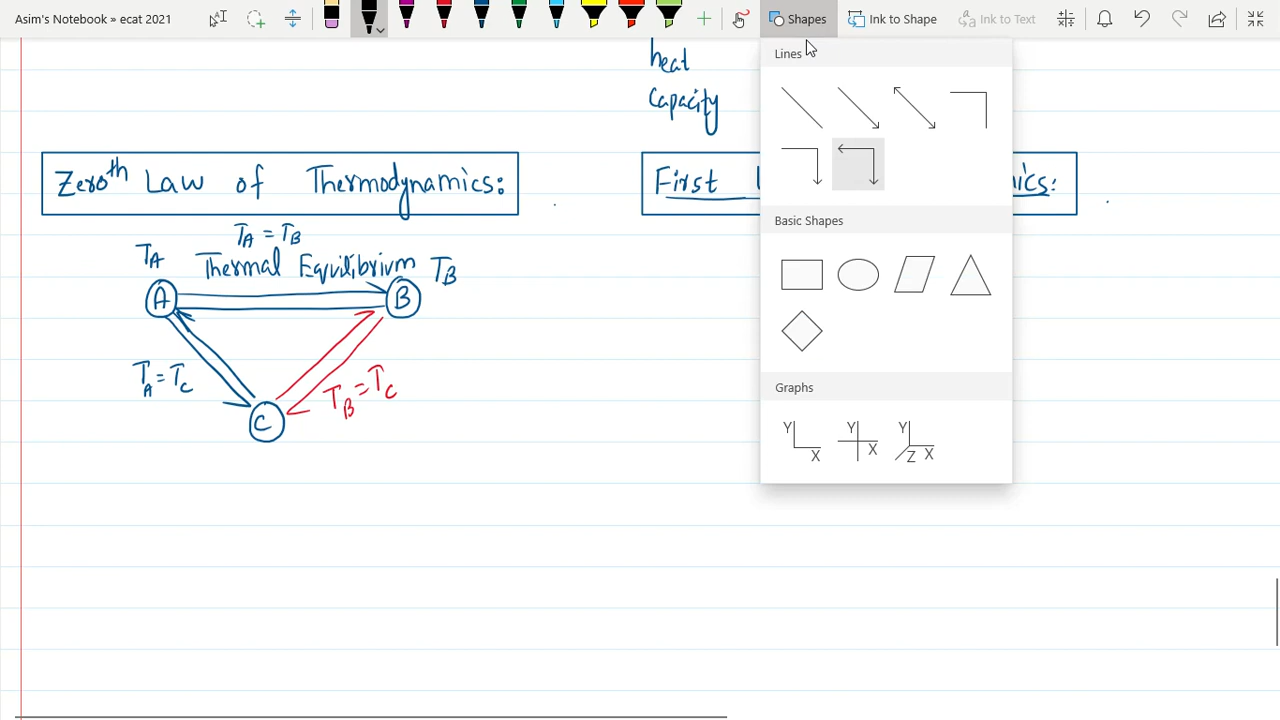 Asim's Notebook » ecat 2021
Shapes
Ink to Shape
Ink to Text
Lines
Basic Shapes
Graphs
Y
X
Y
X
Y
Z
X
heat
Capacity
Zeroth Law of Thermodynamics:
First
TA = TB
TA
Thermal Equilibrium
TB
A
B
TA = TC
TB = TC
C